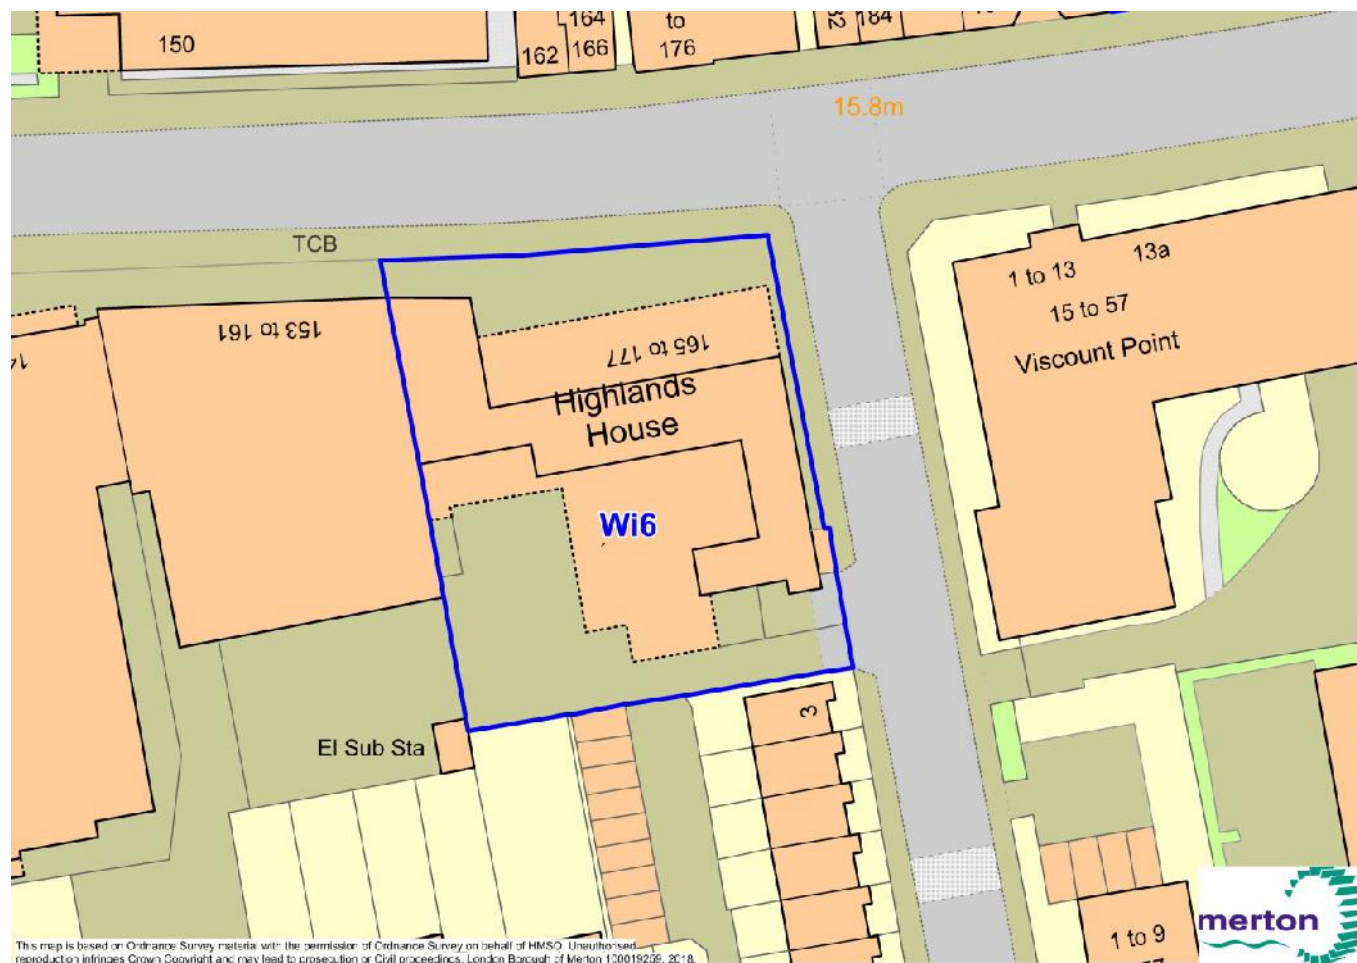 150
164
162
166
to
176
184
15.8m
TCB
1 to 13
13a
15 to 57
Viscount Point
153 to 161
165 to 177
Highlands
House
Wi6
3
El Sub Sta
1 to 9
merton
This map is based on Ordnance Survey material with the permission of Ordnance Survey on behalf of HMSO. Unauthorised
reproduction infringes Crown Copyright and may lead to prosecution or Civil proceedings. London Borough of Merton 100019259. 2018.